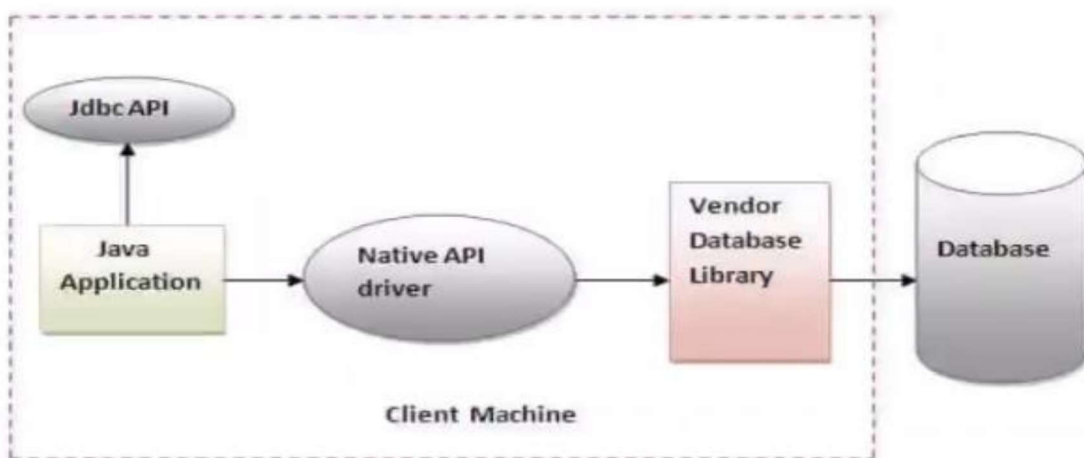 Jdbc API
Java
Application
Native API
driver
Vendor
Database
Library
Database
Client Machine